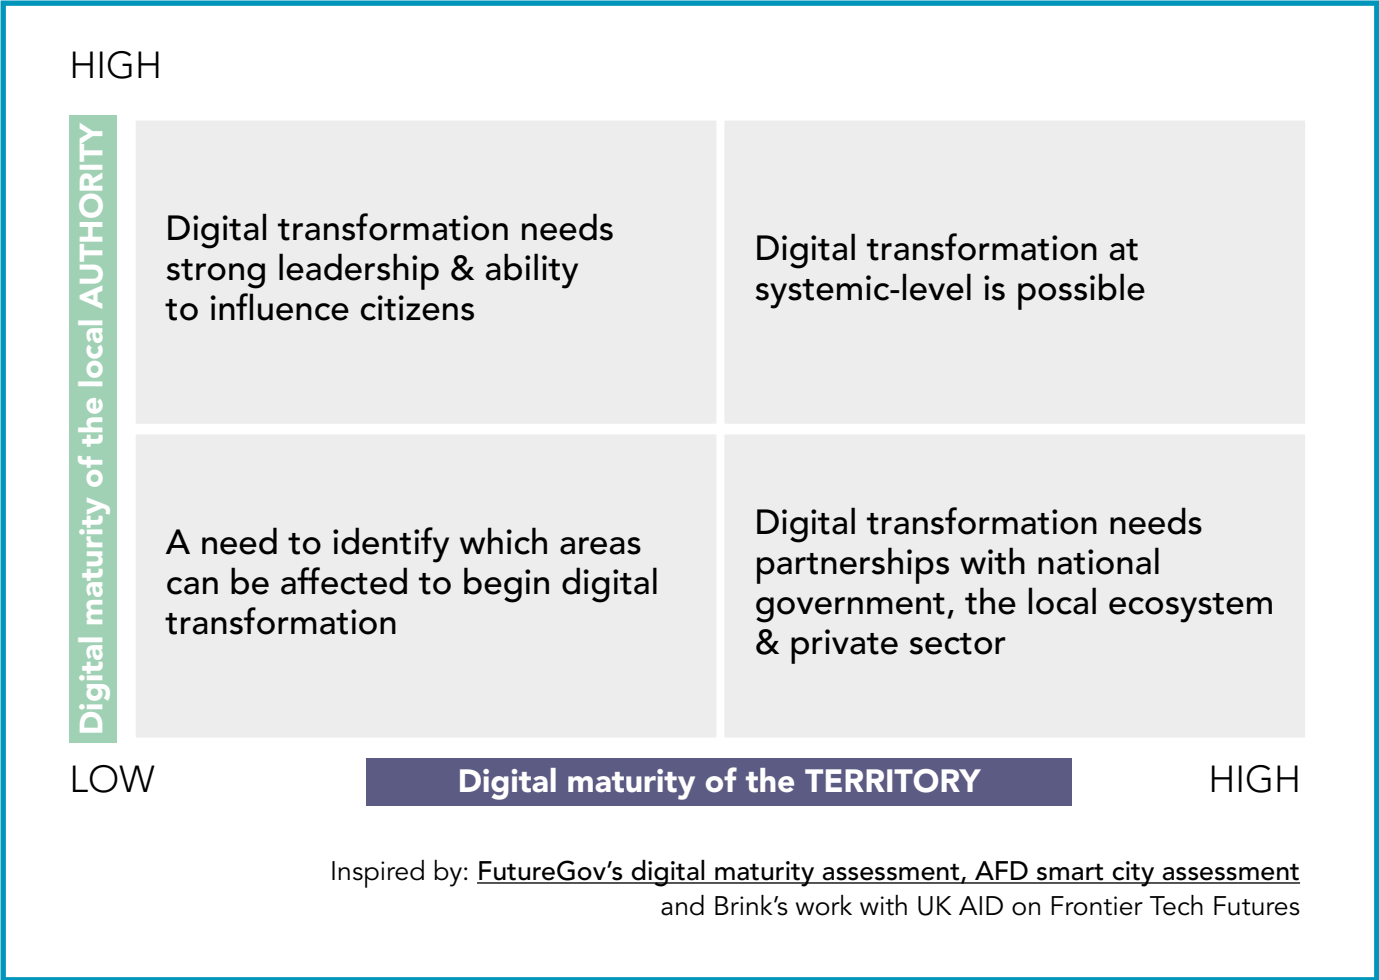 HIGH
Digital maturity of the local AUTHORITY
Digital transformation needs
strong leadership & ability
to influence citizens
Digital transformation at
systemic-level is possible
A need to identify which areas
can be affected to begin digital
transformation
Digital transformation needs
partnerships with national
government, the local ecosystem
& private sector
LOW
Digital maturity of the TERRITORY
HIGH
Inspired by: FutureGov’s digital maturity assessment, AFD smart city assessment
and Brink’s work with UK AID on Frontier Tech Futures